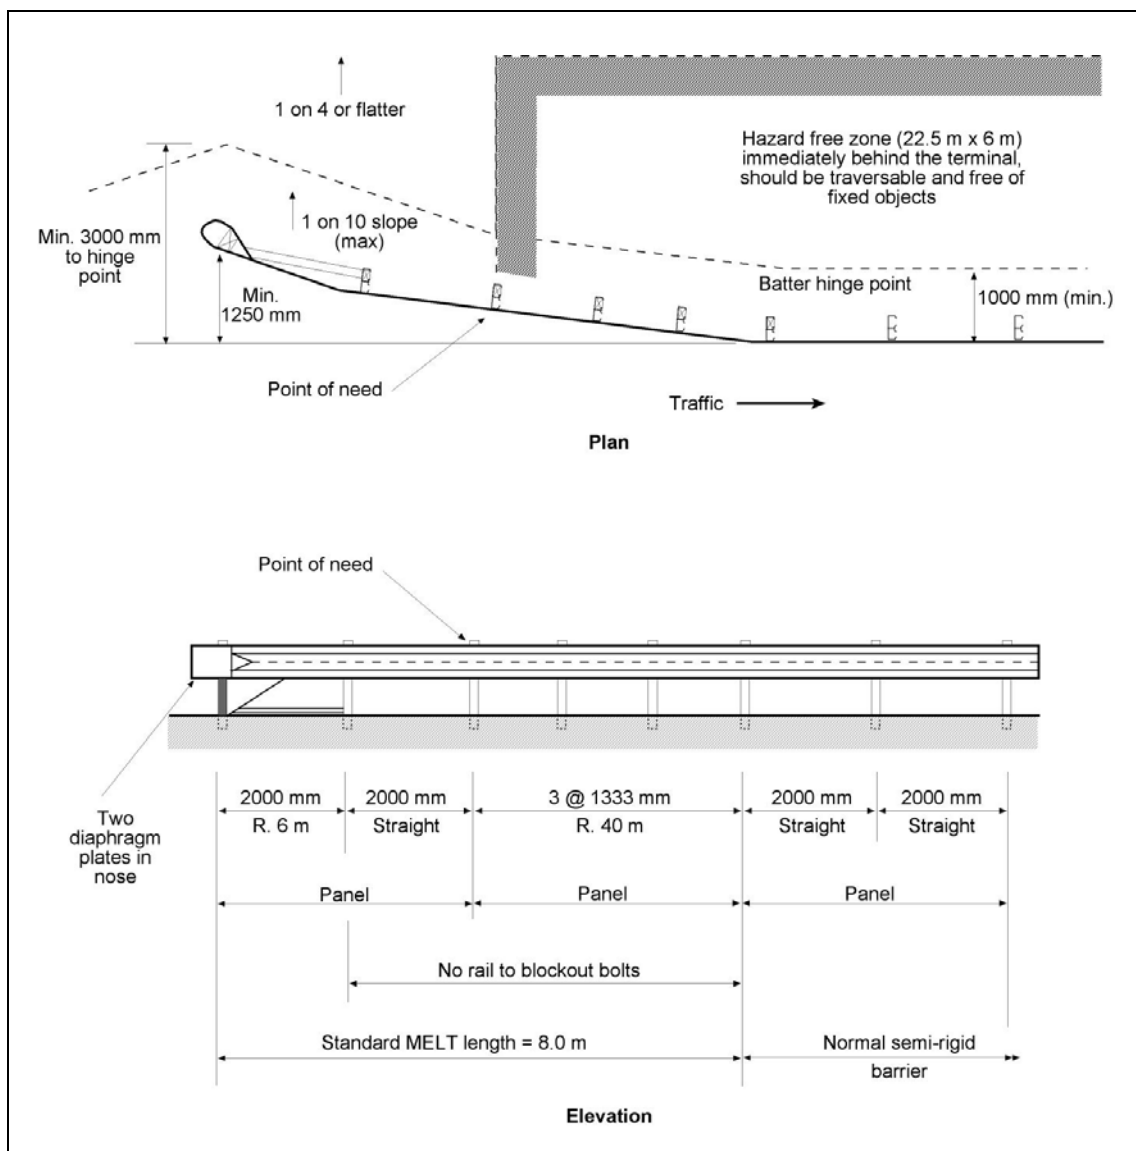 1 on 4 or flatter
Hazard free zone (22.5 m x 6 m)
immediately behind the terminal,
should be traversable and free of
fixed objects
Min. 3000 mm
to hinge
point
1 on 10 slope
(max)
Min.
1250 mm
Batter hinge point
1000 mm (min.)
Point of need
Traffic
Plan
Point of need
Two
diaphragm
plates in
nose
2000 mm
R. 6 m
2000 mm
Straight
3 @ 1333 mm
R. 40 m
2000 mm
Straight
2000 mm
Straight
Panel
Panel
Panel
No rail to blockout bolts
Standard MELT length = 8.0 m
Normal semi-rigid
barrier
Elevation